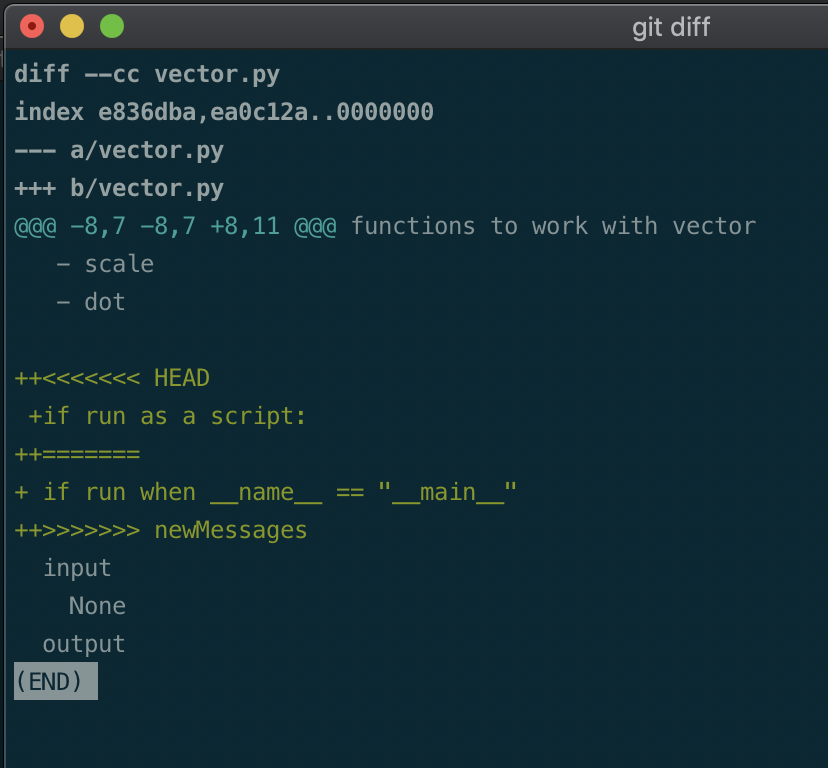 git diff
diff --cc vector.py
index e836dba,ea0c12a..0000000
--- a/vector.py
+++ b/vector.py
@@@ -8,7 -8,7 +8,11 @@@ functions to work with vector
   - scale
   - dot

++<<<<<<< HEAD
 +if run as a script:
++=======
+ if run when __name__ == "__main__"
++>>>>>>> newMessages
  input
    None
  output
(END)